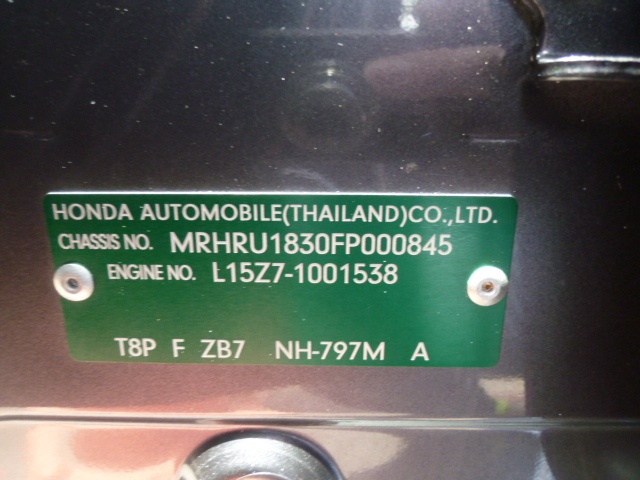 HONDA AUTOMOBILE(THAILAND)CO.,LTD.
CHASSIS NO. MRHRU1830FP000845
ENGINE NO. L15Z7-1001538
T8P F ZB7 NH-797M A